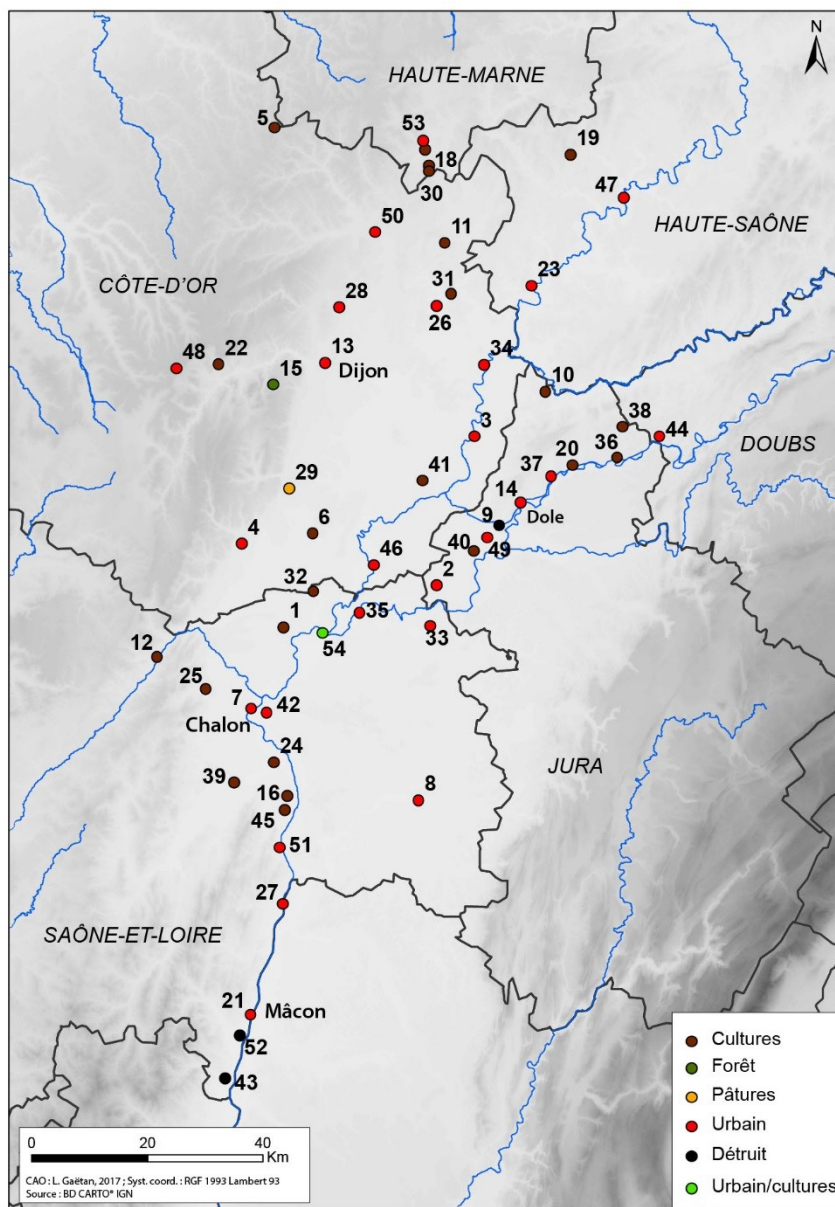 N
HAUTE-MARNE
5
53
19
18
30
47
50
11
HAUTE-SAÔNE
CÔTE-D'OR
28
31
23
26
48
22
13
Dijon
34
15
10
3
38
44
DOUBS
41
37
20
36
29
14
Dole
4
6
9
46
40
49
32
2
1
35
12
54
33
25
7
42
Chalon
24
39
16
8
JURA
45
51
27
SAÔNE-ET-LOIRE
21
Mâcon
52
43
Cultures
Forêt
Pâtures
Urbain
Détruit
Urbain/cultures
0 20 40
Km
CAO : L. Gaëtan, 2017 ; Syst. coord. : RGF 1993 Lambert 93
Source : BD CARTO® IGN